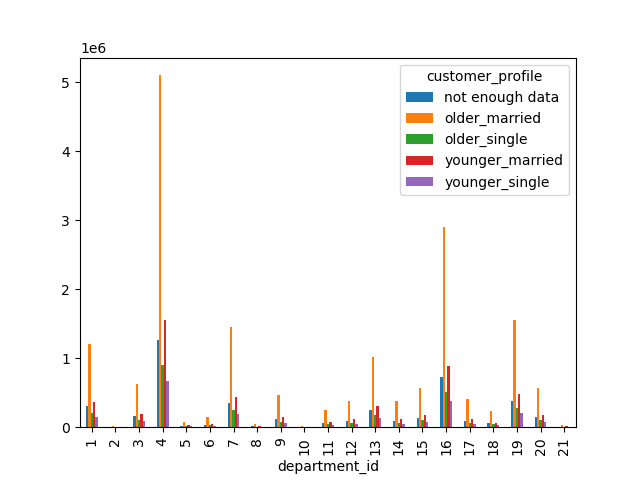 1e6
customer_profile
not enough data
older_married
older_single
younger_married
younger_single
5
4
3
2
1
0
1 2 3 4 5 6 7 8 9 10 11 12 13 14 15 16 17 18 19 20 21
department_id